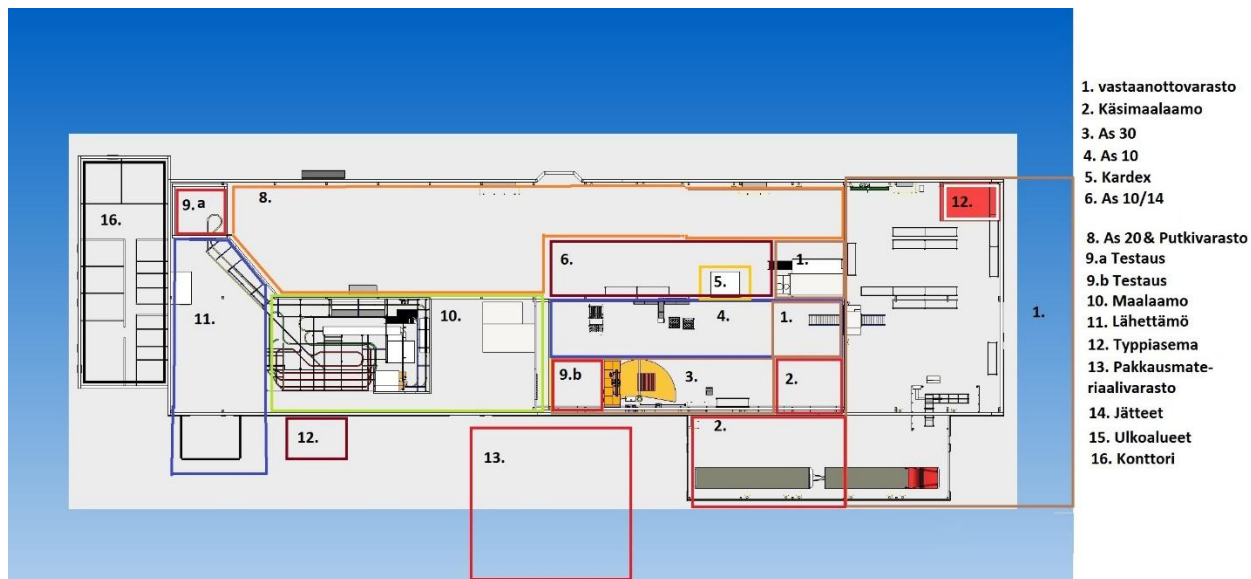 9.a
8.
12.
16.
6.
1.
5.
11.
10.
4.
1.
1.
9.b
3.
2.
12.
13.
2.
1. vastaanottovarasto
2. Käsimaalaamo
3. As 30
4. As 10
5. Kardex
6. As 10/14
8. As 20 & Putkivarasto
9.a Testaus
9.b Testaus
10. Maalaamo
11. Lähettämö
12. Typpiasema
13. Pakkausmate-
riaalivarasto
14. Jätteet
15. Ulkoalueet
16. Konttori